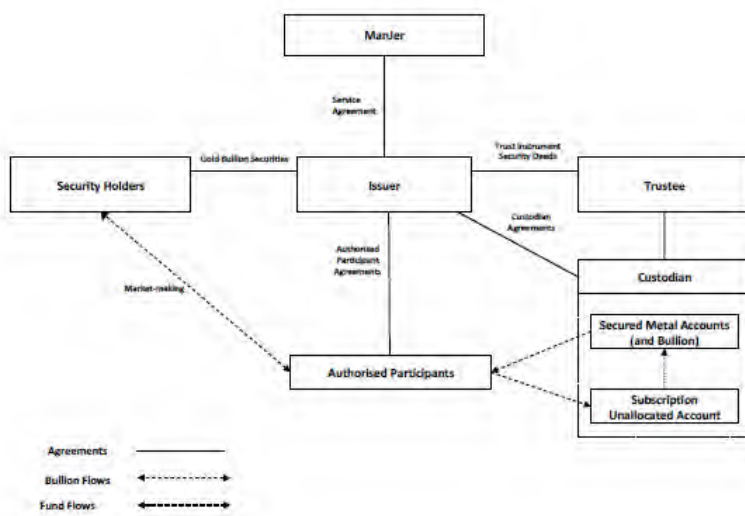 ManJer
Service
Agreement
Gold Bullion Securities
Trust Instrument
Security Deeds
Security Holders
Issuer
Trustee
Custodian
Agreements
Authorised
Participant
Agreements
Custodian
Market-making
Secured Metal Accounts
(and Bullion)
Authorised Participants
Subscription
Unallocated Account
Agreements
Bullion Flows
Fund Flows